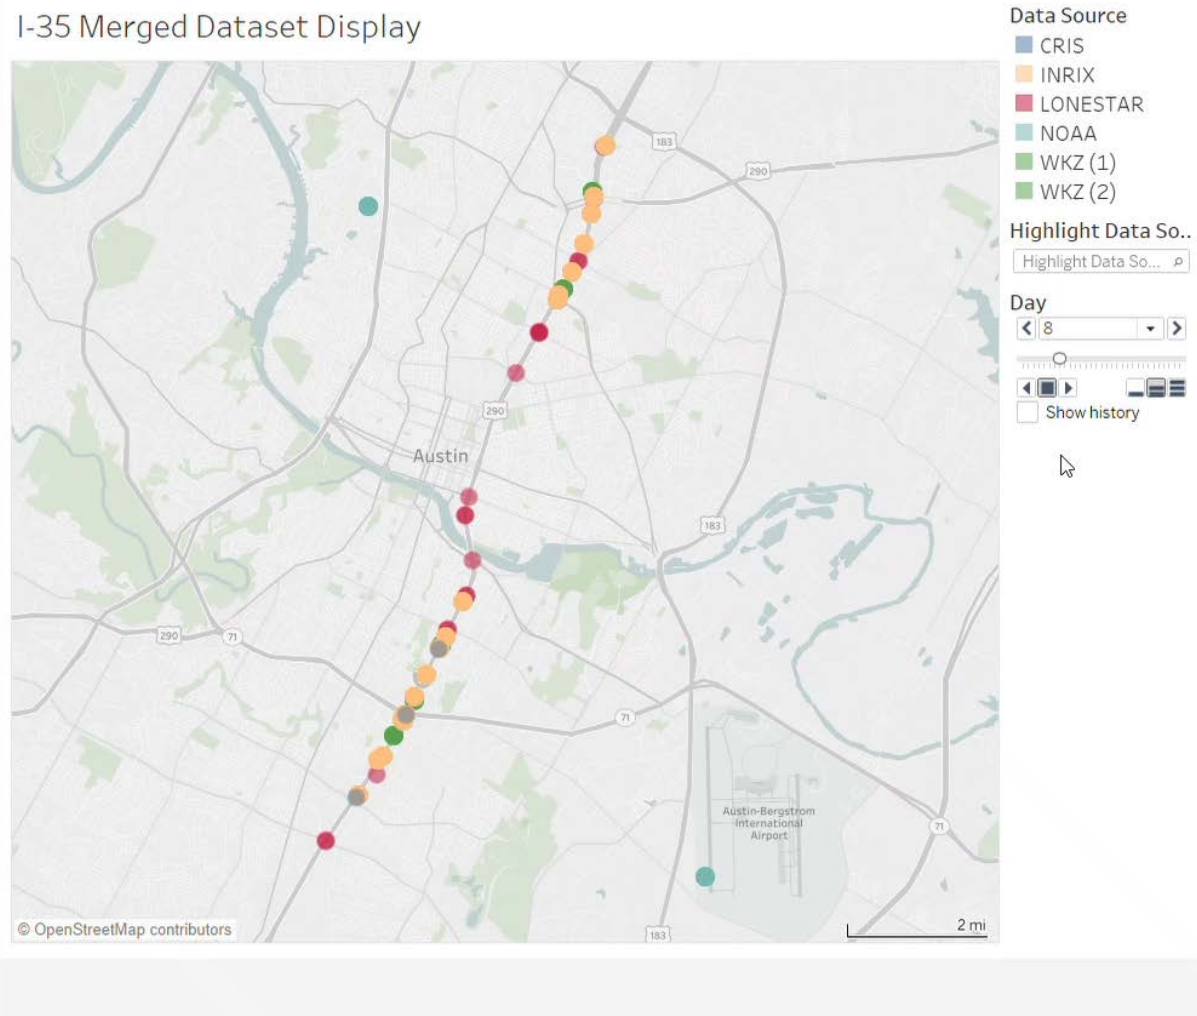 I-35 Merged Dataset Display
Data Source
CRIS
INRIX
LONESTAR
NOAA
WKZ (1)
WKZ (2)
Highlight Data So..
Highlight Data So...
Day
8
Show history
183
290
290
Austin
183
290
71
71
Austin-Bergstrom
International
Airport
71
183
© OpenStreetMap contributors
2 mi